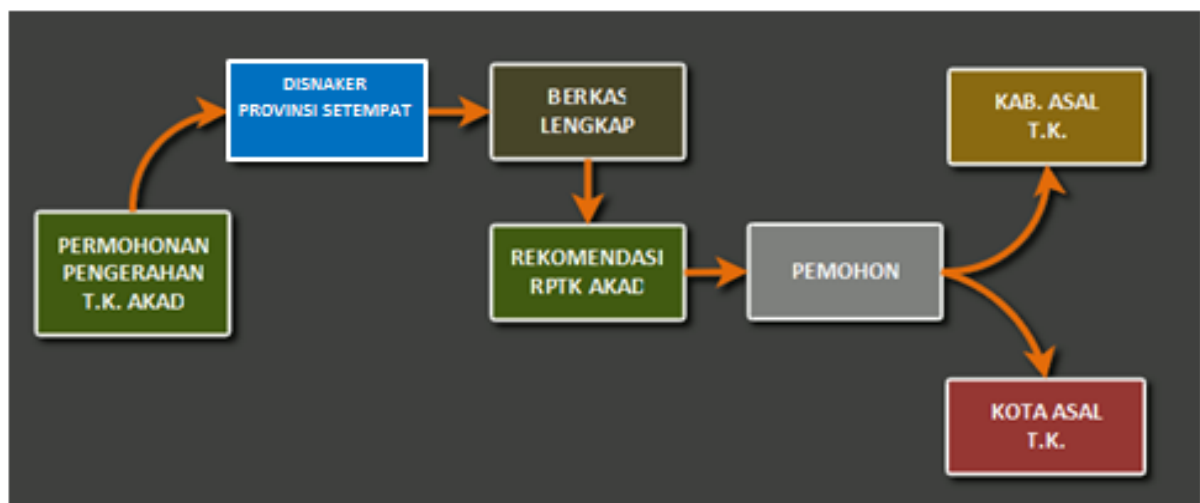 PERMOHONAN
PENGERAHAN
T.K. AKAD
DISNAKER
PROVINSI SETEMPAT
BERKAS
LENGKAP
REKOMENDASI
RPTK AKAD
PEMOHON
KAB. ASAL
T.K.
KOTA ASAL
T.K.